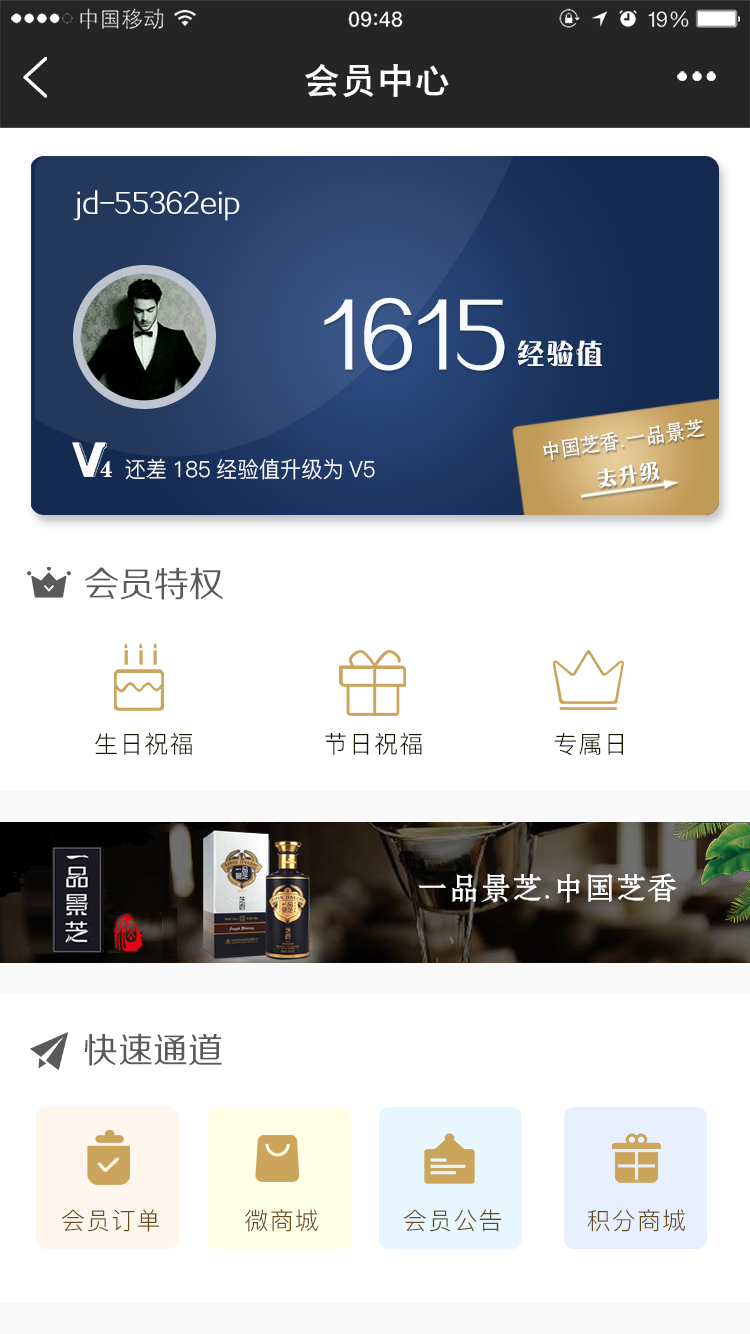 中国移动 09:48 19%
会员中心
jd-55362eip
1615 经验值
V4 还差 185 经验值升级为 V5
中国芝香.一品景芝
去升级
会员特权
生日祝福 节日祝福 专属日
一品景芝
一品景芝.中国芝香
快速通道
会员订单 微商城 会员公告 积分商城